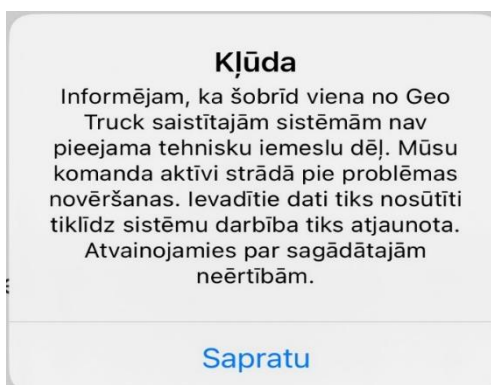 Kļūda
Informējam, ka šobrīd viena no Geo
Truck saistītajām sistēmām nav
pieejama tehnisku iemeslu dēļ. Mūsu
komanda aktīvi strādā pie problēmas
novēršanas. Ievadītie dati tiks nosūtīti
tiklīdz sistēmu darbība tiks atjaunota.
Atvainojamies par sagādātajām
neērtībām.
Sapratu